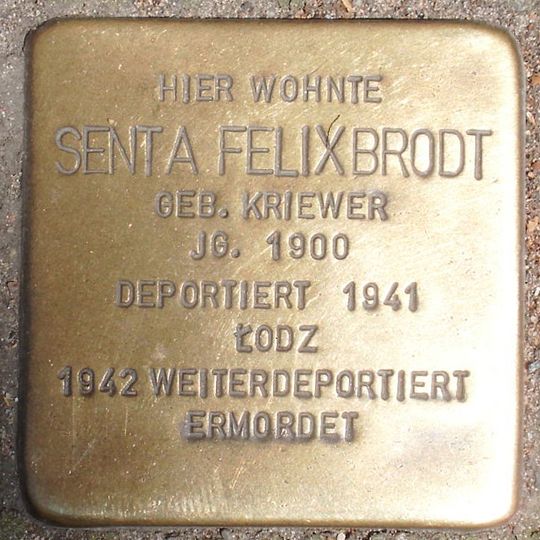 HIER WOHNTE
SENTA FELIXBRODT
GEB. KRIEWER
JG. 1900
DEPORTIERT 1941
ŁODZ
1942 WEITERDEPORTIERT
ERMORDET